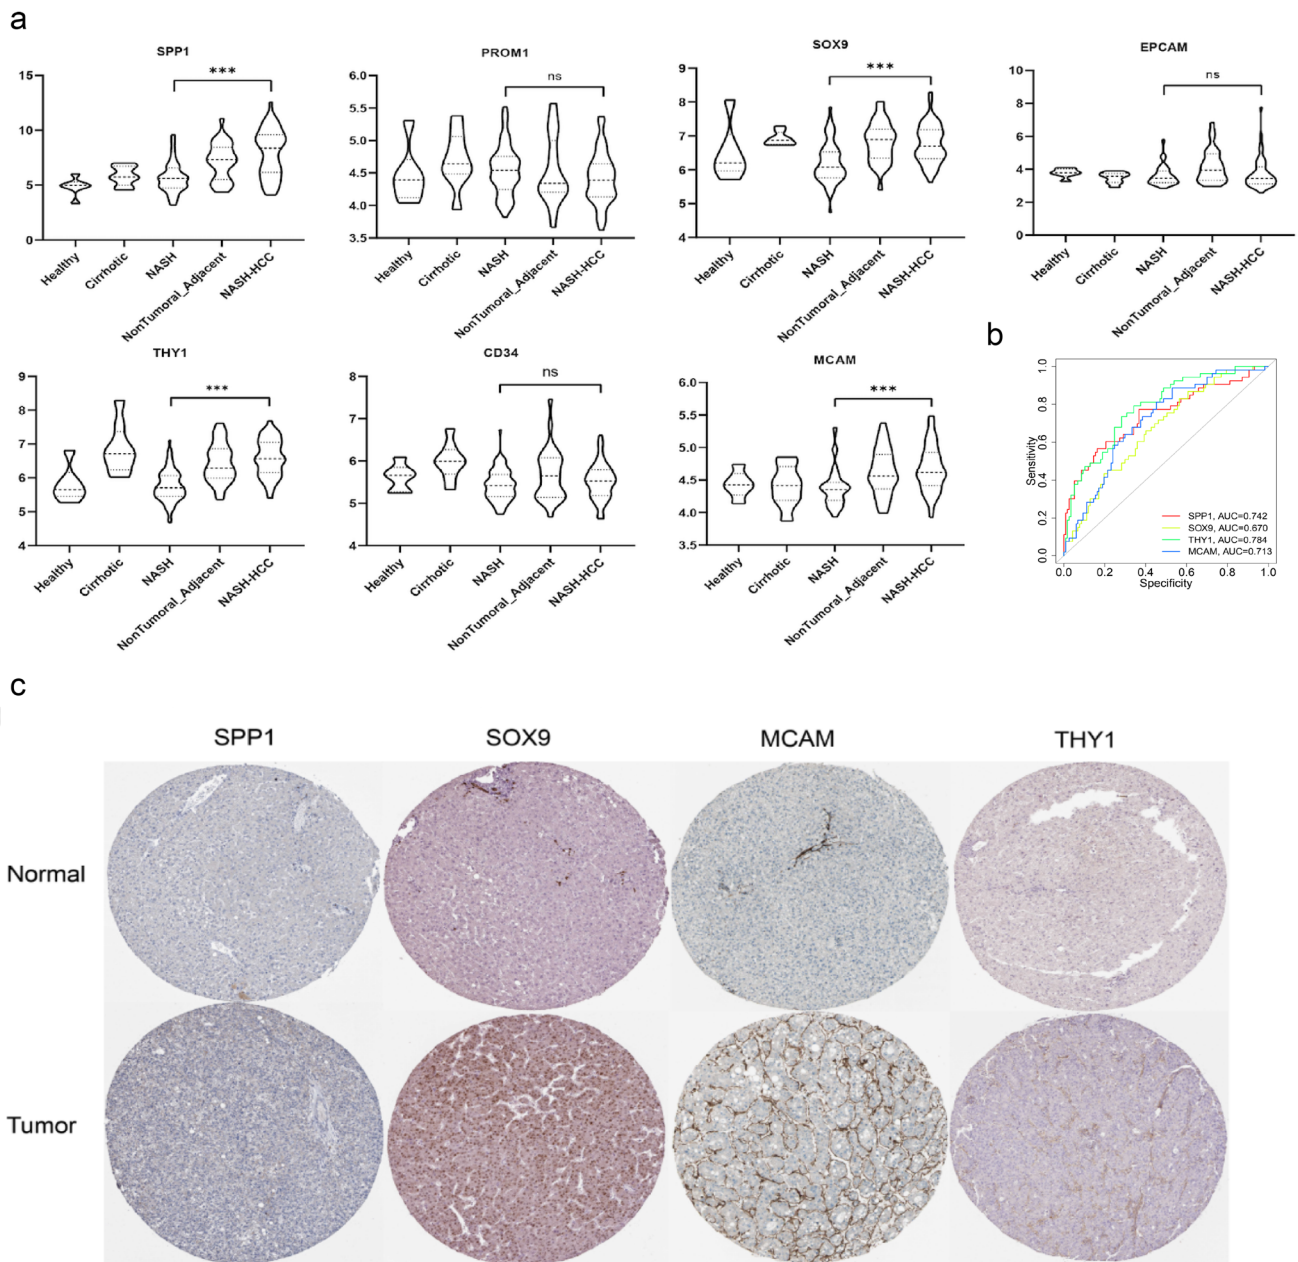 a
SPP1
***
15
10
5
0
Healthy
Cirrhotic
NASH
NonTumoral_Adjacent
NASH-HCC
PROM1
ns
6.0
5.5
5.0
4.5
4.0
3.5
Healthy
Cirrhotic
NASH
NonTumoral_Adjacent
NASH-HCC
SOX9
***
9
8
7
6
5
4
Healthy
Cirrhotic
NASH
NonTumoral_Adjacent
NASH-HCC
EPCAM
ns
10
8
6
4
2
0
Healthy
Cirrhotic
NASH
NonTumoral_Adjacent
NASH-HCC
THY1
***
9
8
7
6
5
4
Healthy
Cirrhotic
NASH
NonTumoral_Adjacent
NASH-HCC
CD34
ns
8
7
6
5
4
Healthy
Cirrhotic
NASH
NonTumoral_Adjacent
NASH-HCC
MCAM
***
6.0
5.5
5.0
4.5
4.0
3.5
Healthy
Cirrhotic
NASH
NonTumoral_Adjacent
NASH-HCC
b
Sensitivity
1.0
0.8
0.6
0.4
0.2
0.0
SPP1, AUC=0.742
SOX9, AUC=0.670
THY1, AUC=0.784
MCAM, AUC=0.713
0.0 0.2 0.4 0.6 0.8 1.0
Specificity
c
SPP1 SOX9 MCAM THY1
Normal
Tumor